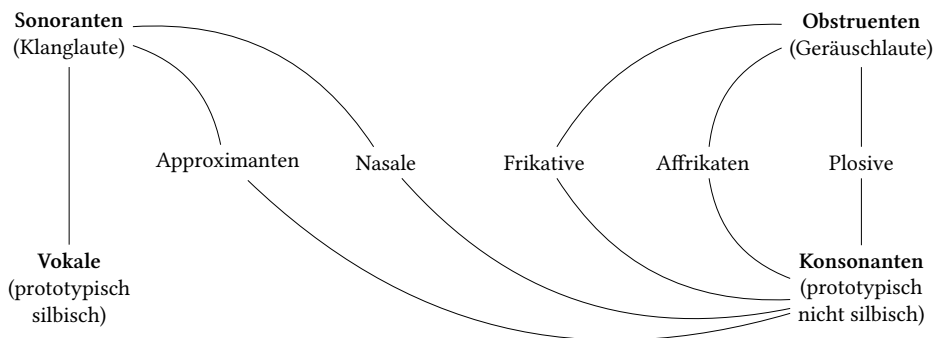 Sonoranten
(Klanglaute)
Obstruenten
(Geräuschlaute)
Approximanten
Nasale
Frikative
Affrikaten
Plosive
Vokale
(prototypisch
silbisch)
Konsonanten
(prototypisch
nicht silbisch)